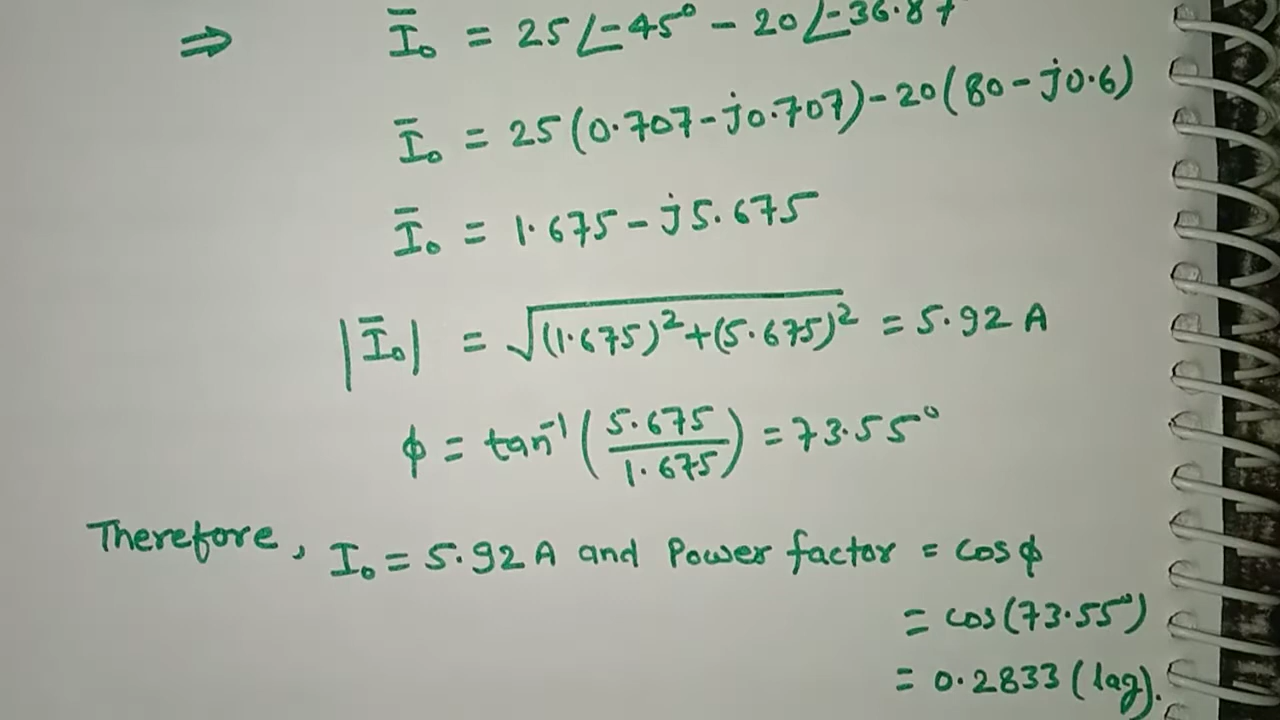 ⇒ Ī₀ = 25∠-45° - 20∠-36.87
Ī₀ = 25(0.707-j0.707)-20(80-j0.6)
Ī₀ = 1.675-j5.675
|Ī₀| = √(1.675)²+(5.675)² = 5.92 A
ϕ = tan⁻¹(5.675/1.675) = 73.55°
Therefore, I₀ = 5.92 A and Power factor = cosϕ
= cos(73.55°)
= 0.2833 (lag).